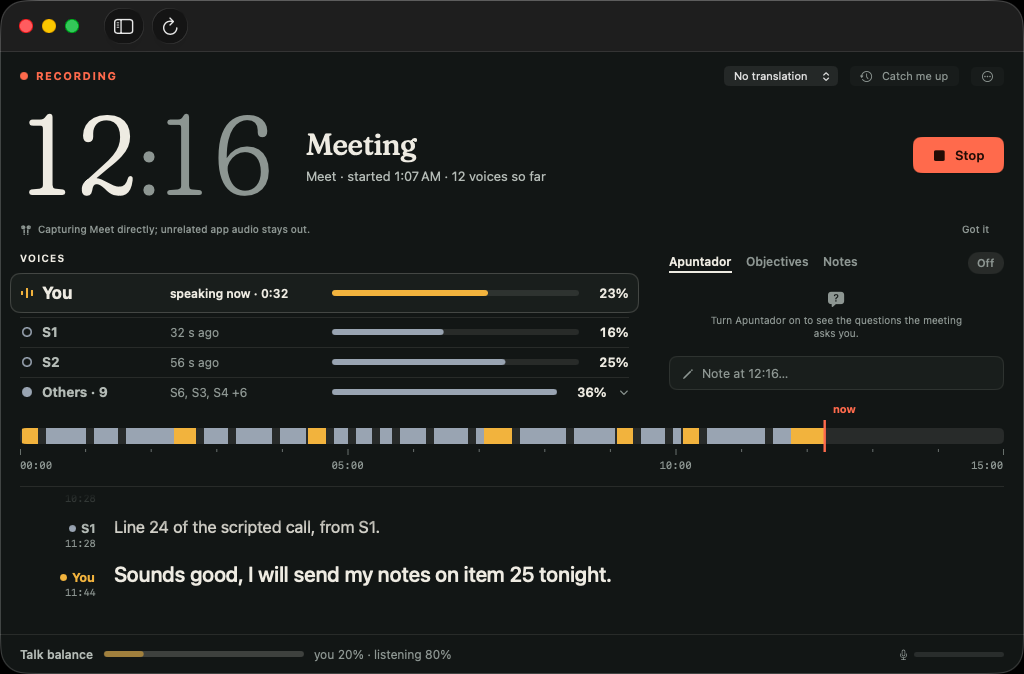 RECORDING
No translation
Catch me up
12:16
Meeting
Meet · started 1:07 AM · 12 voices so far
Stop
Capturing Meet directly; unrelated app audio stays out.
Got it
VOICES
Apuntador Objectives Notes
Off
You speaking now · 0:32 23%
S1 32 s ago 16%
S2 56 s ago 25%
Others · 9 S6, S3, S4 +6 36%
?
Turn Apuntador on to see the questions the meeting
asks you.
Note at 12:16...
now
00:00 05:00 10:00 15:00
10:28
S1 Line 24 of the scripted call, from S1.
11:28
You Sounds good, I will send my notes on item 25 tonight.
11:44
Talk balance you 20% · listening 80%